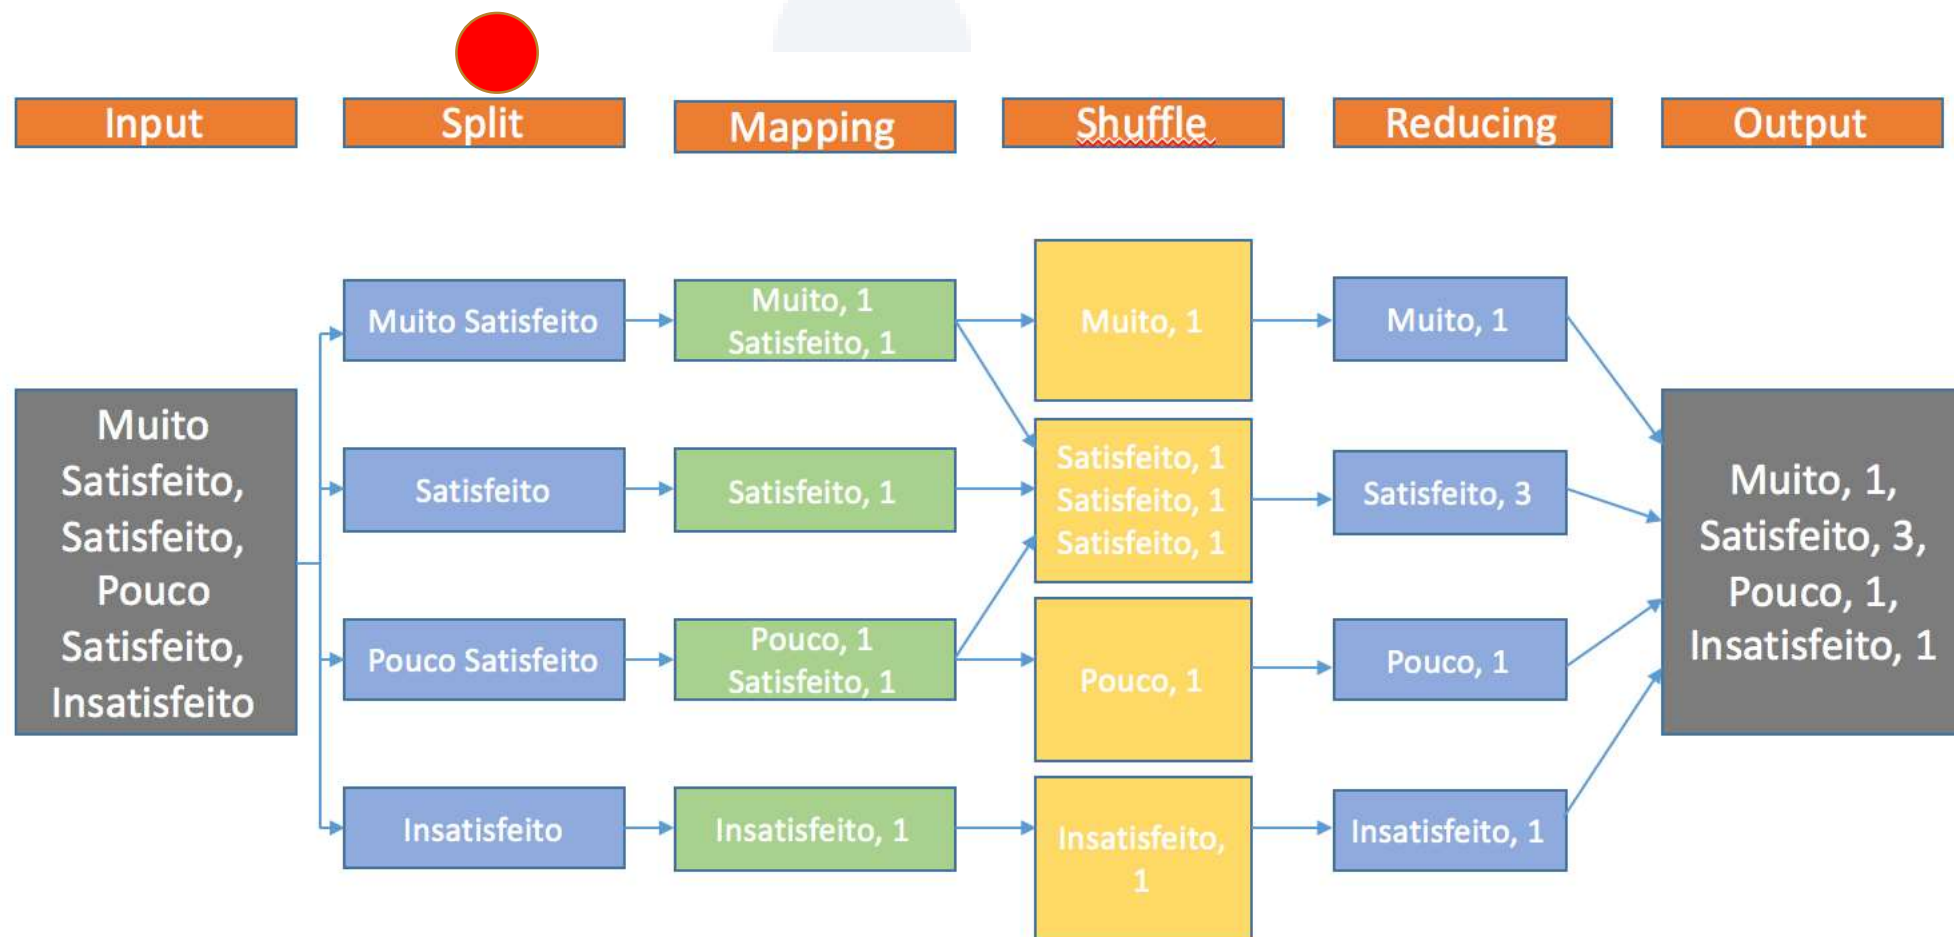 Input
Split
Mapping
Shuffle
Reducing
Output
Muito
Satisfeito,
Satisfeito,
Pouco
Satisfeito,
Insatisfeito
Muito Satisfeito
Satisfeito
Pouco Satisfeito
Insatisfeito
Muito, 1
Satisfeito, 1
Satisfeito, 1
Pouco, 1
Satisfeito, 1
Insatisfeito, 1
Muito, 1
Satisfeito, 1
Satisfeito, 1
Satisfeito, 1
Pouco, 1
Insatisfeito,
1
Muito, 1
Satisfeito, 3
Pouco, 1
Insatisfeito, 1
Muito, 1,
Satisfeito, 3,
Pouco, 1,
Insatisfeito, 1